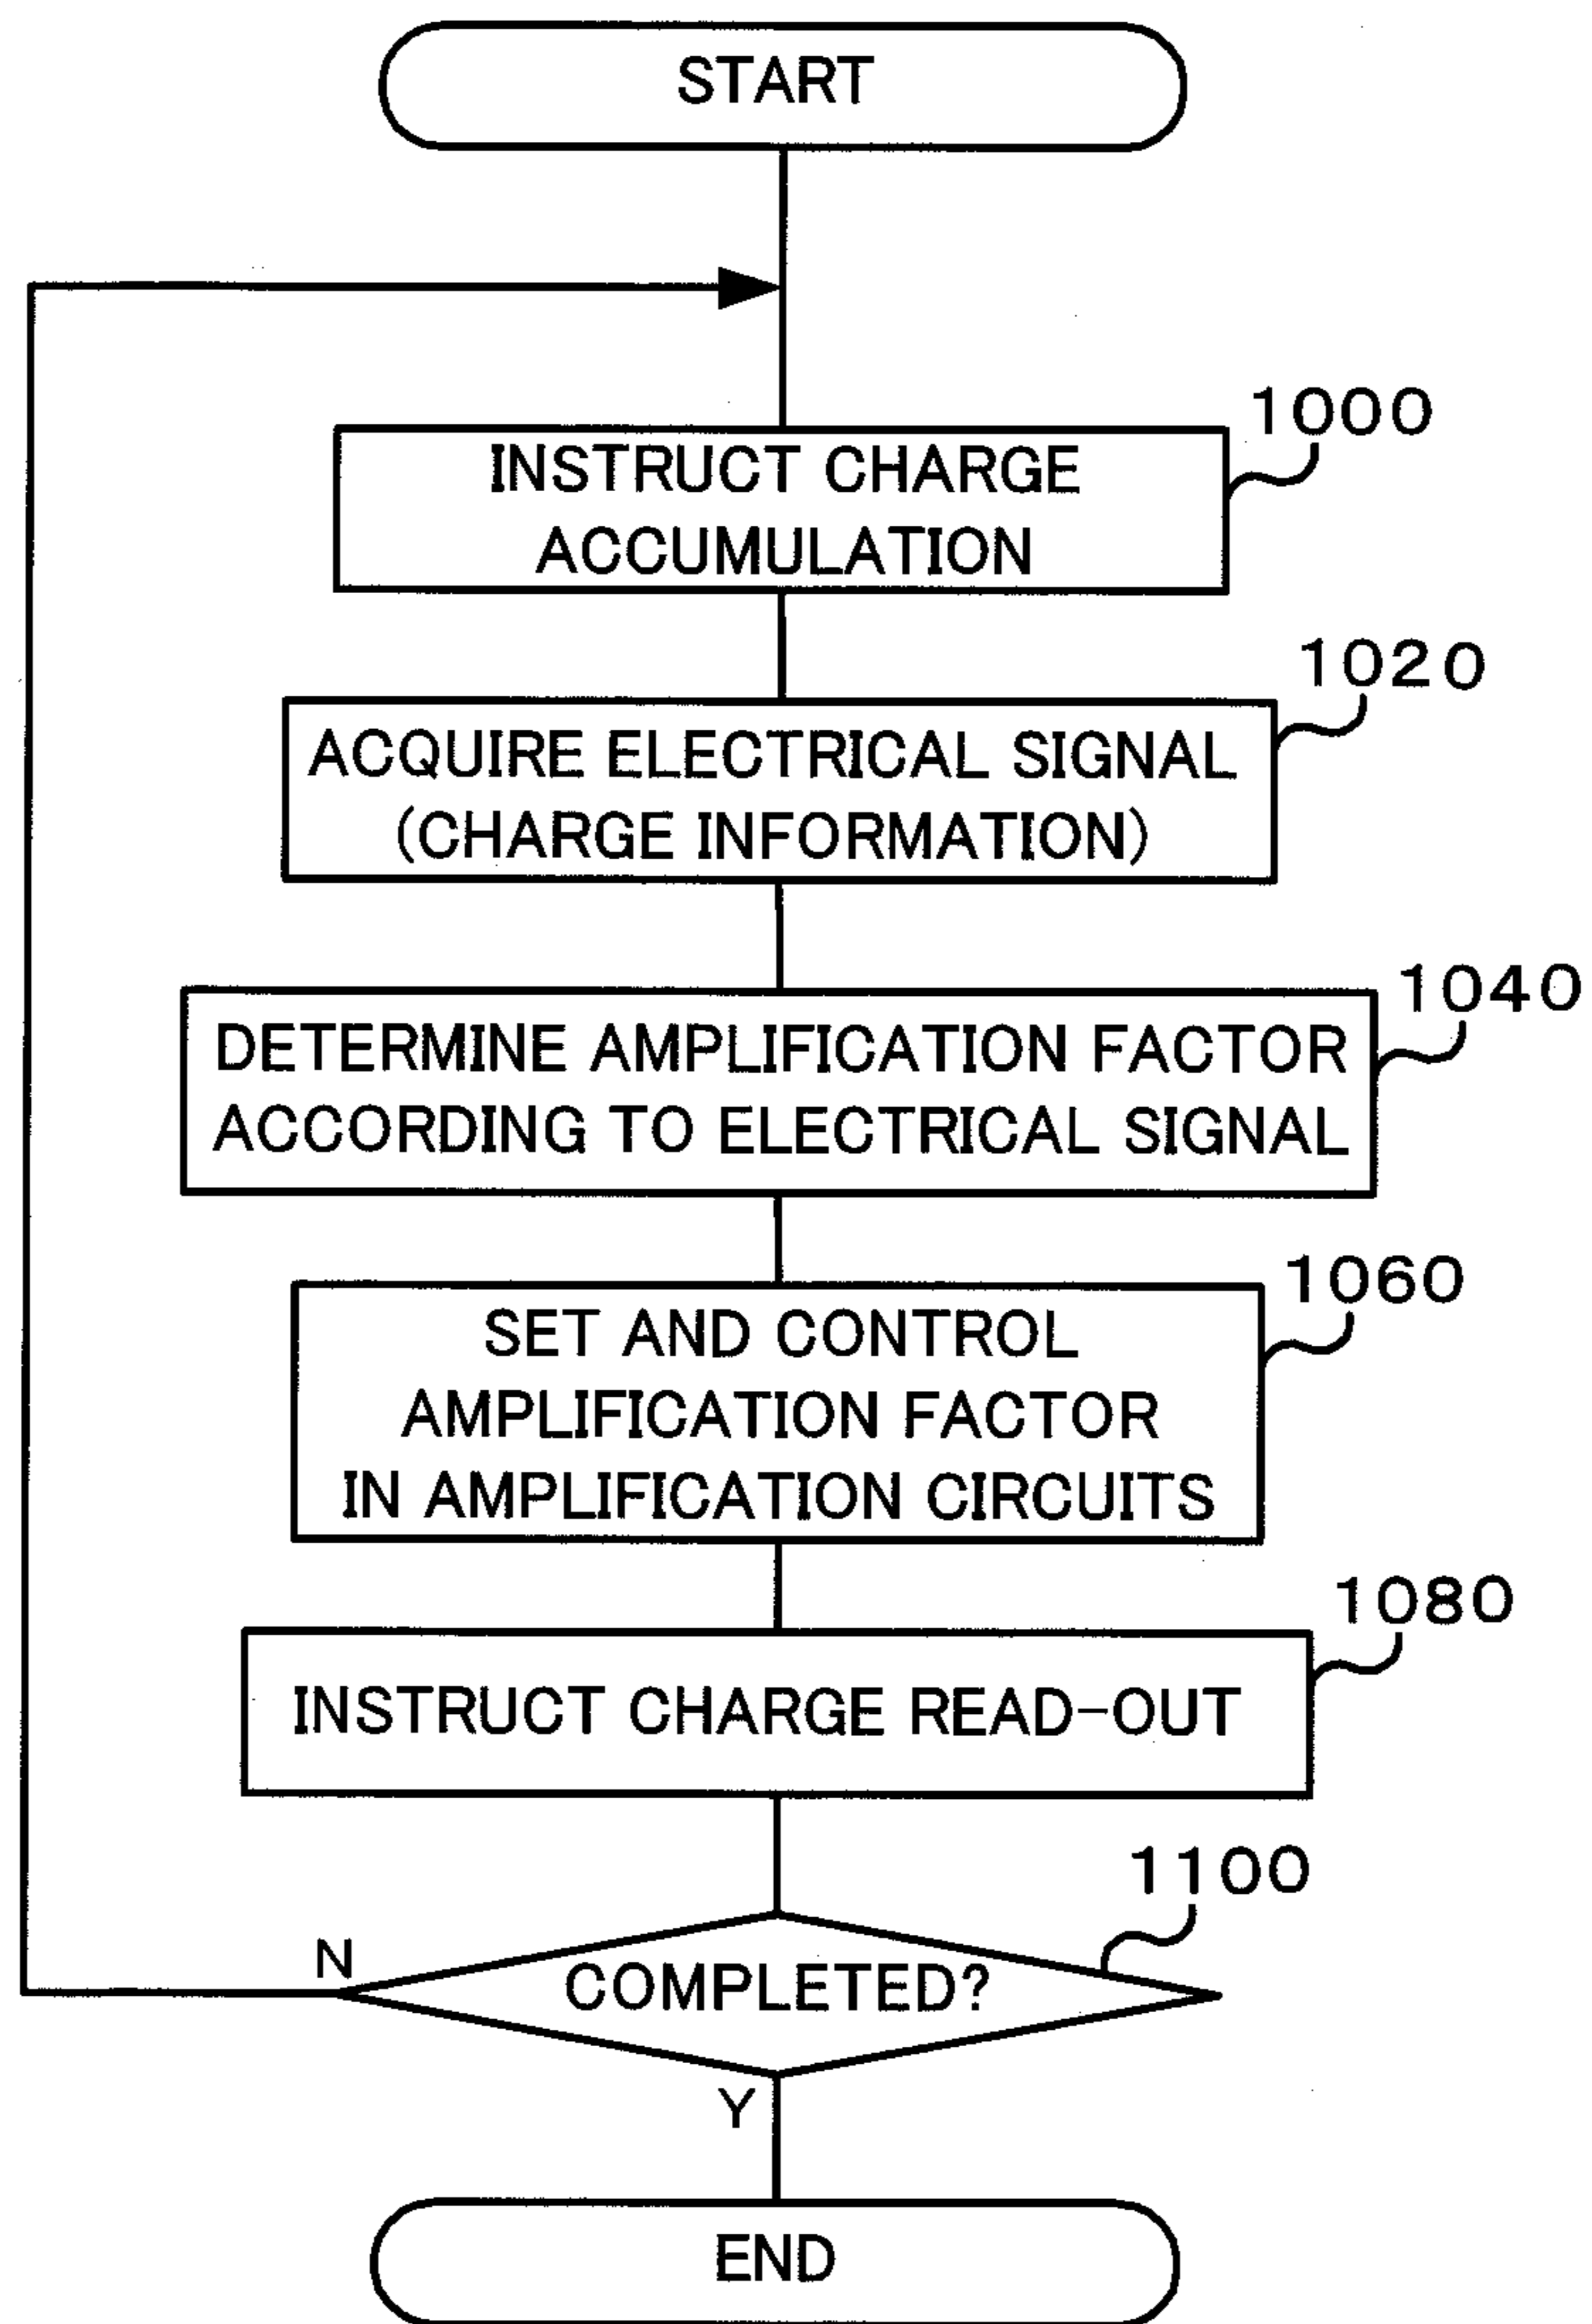 START
1000
INSTRUCT CHARGE
ACCUMULATION
1020
ACQUIRE ELECTRICAL SIGNAL
(CHARGE INFORMATION)
1040
DETERMINE AMPLIFICATION FACTOR
ACCORDING TO ELECTRICAL SIGNAL
1060
SET AND CONTROL
AMPLIFICATION FACTOR
IN AMPLIFICATION CIRCUITS
1080
INSTRUCT CHARGE READ-OUT
1100
N
COMPLETED?
Y
END